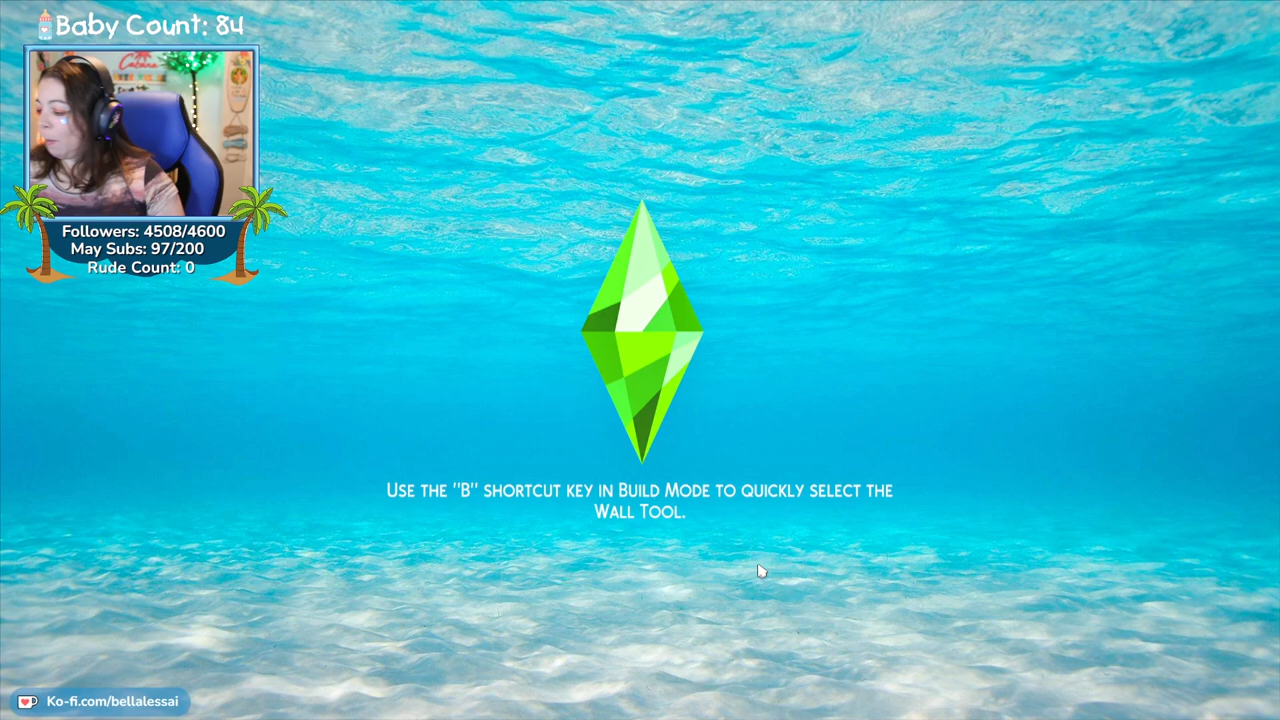 Baby Count: 84
Cabana
Followers: 4508/4600
May Subs: 97/200
Rude Count: 0
USE THE "B" SHORTCUT KEY IN BUILD MODE TO QUICKLY SELECT THE
WALL TOOL.
Ko-fi.com/bellalessai